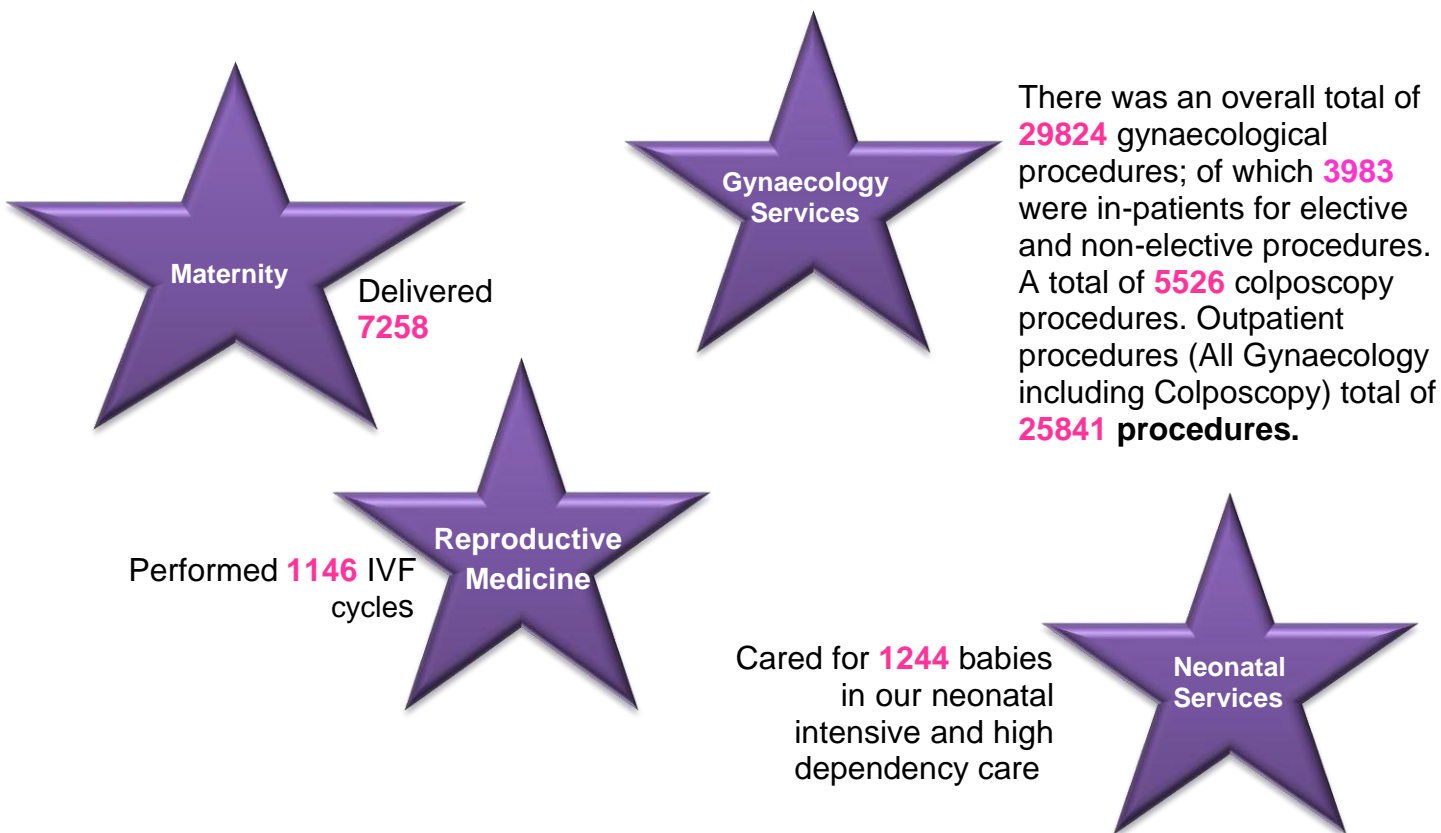 Maternity
Delivered
7258
Gynaecology
Services
There was an overall total of
29824 gynaecological
procedures; of which 3983
were in-patients for elective
and non-elective procedures.
A total of 5526 colposcopy
procedures. Outpatient
procedures (All Gynaecology
including Colposcopy) total of
25841 procedures.
Reproductive
Medicine
Performed 1146 IVF
cycles
Neonatal
Services
Cared for 1244 babies
in our neonatal
intensive and high
dependency care